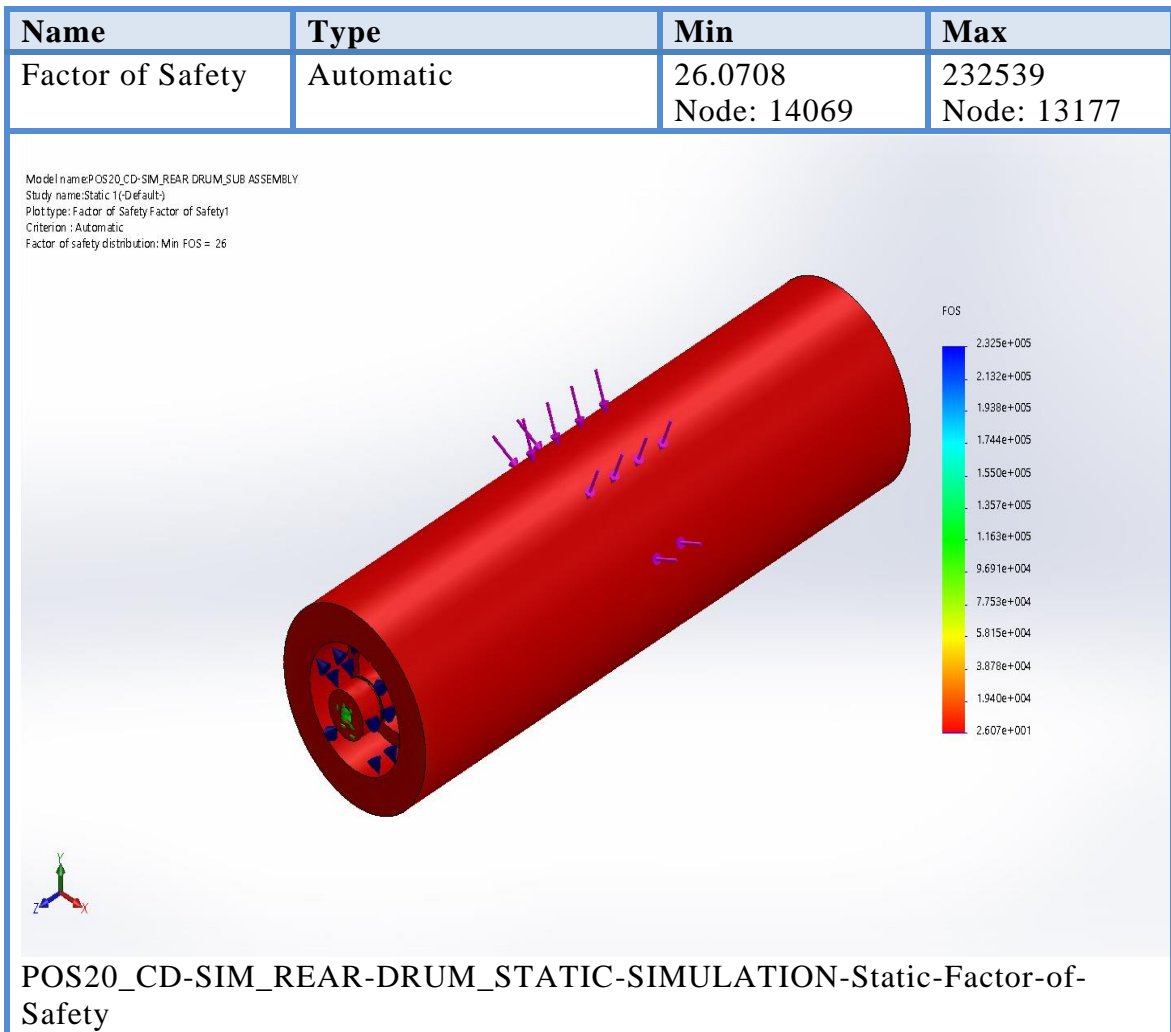 Name Type Min Max
Factor of Safety Automatic 26.0708 232539
Node: 14069 Node: 13177
Model name:POS20_CD-SIM_REAR DRUM_SUB ASSEMBLY
Study name:Static 1(-Default-)
Plot type: Factor of Safety Factor of Safety1
Criterion : Automatic
Factor of safety distribution: Min FOS = 26
FOS
2.325e+005
2.132e+005
1.938e+005
1.744e+005
1.550e+005
1.357e+005
1.163e+005
9.691e+004
7.753e+004
5.815e+004
3.878e+004
1.940e+004
2.607e+001
Y
Z X
POS20_CD-SIM_REAR-DRUM_STATIC-SIMULATION-Static-Factor-of-
Safety